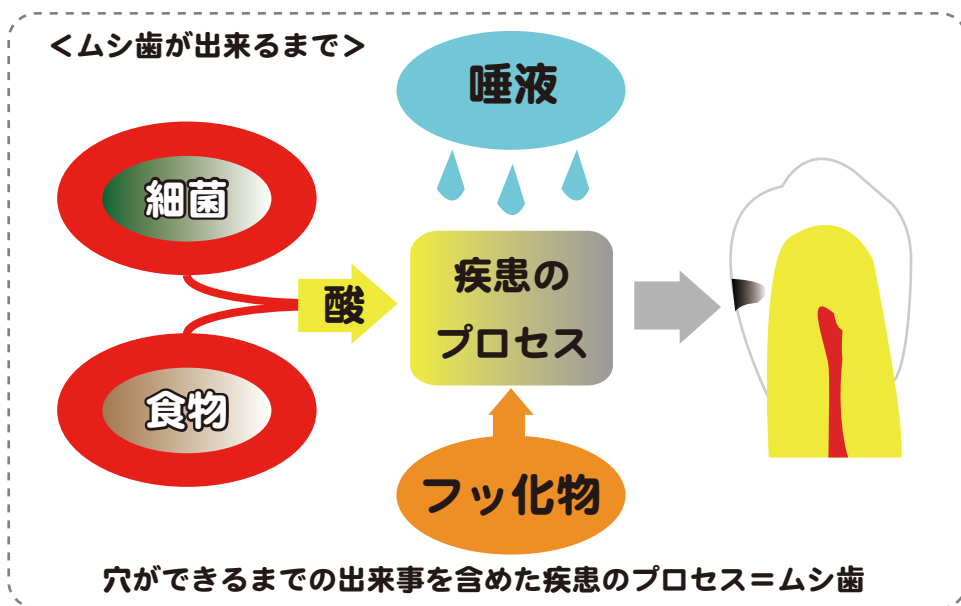 ＜ムシ歯が出来るまで＞
唾液
細菌
酸
疾患の
プロセス
食物
フッ化物
穴ができるまでの出来事を含めた疾患のプロセス＝ムシ歯